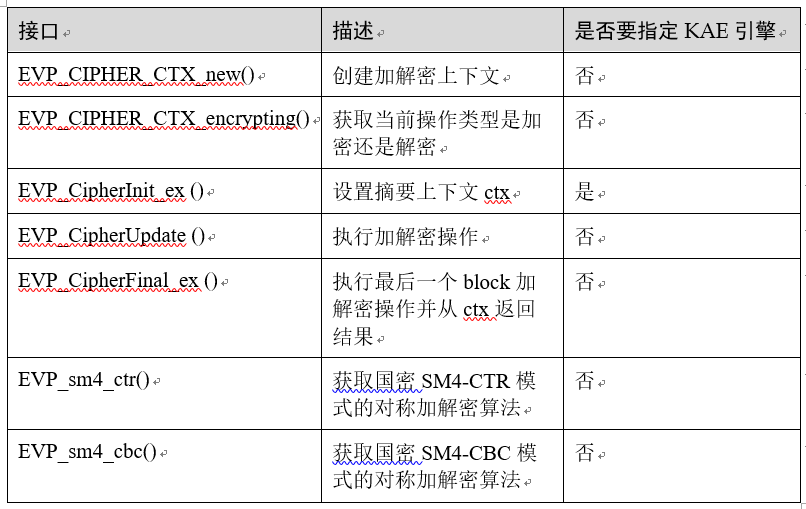 接口 描述 是否要指定 KAE 引擎
EVP_CIPHER_CTX_new() 创建加解密上下文 否
EVP_CIPHER_CTX_encrypting() 获取当前操作类型是加 否
密还是解密
EVP_CipherInit_ex () 设置摘要上下文 ctx 是
EVP_CipherUpdate () 执行加解密操作 否
EVP_CipherFinal_ex () 执行最后一个 block 加 否
解密操作并从 ctx 返回
结果
EVP_sm4_ctr() 获取国密 SM4-CTR 模 否
式的对称加解密算法
EVP_sm4_cbc() 获取国密 SM4-CBC 模 否
式的对称加解密算法